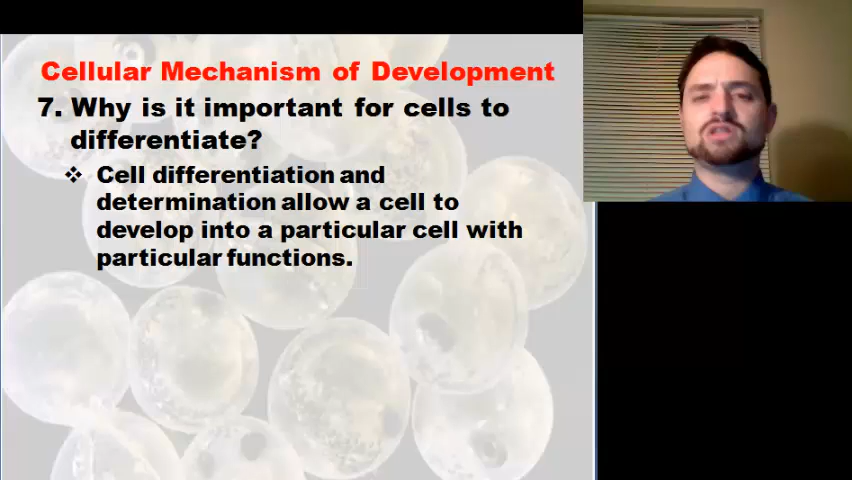 Cellular Mechanism of Development
7. Why is it important for cells to
differentiate?
❖ Cell differentiation and
determination allow a cell to
develop into a particular cell with
particular functions.